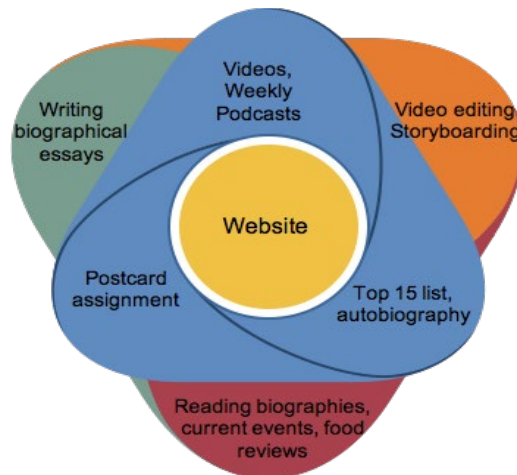 Videos,
Weekly
Podcasts
Writing
biographical
essays
Video editing
Storyboarding
Website
Postcard
assignment
Top 15 list,
autobiography
Reading biographies,
current events, food
reviews